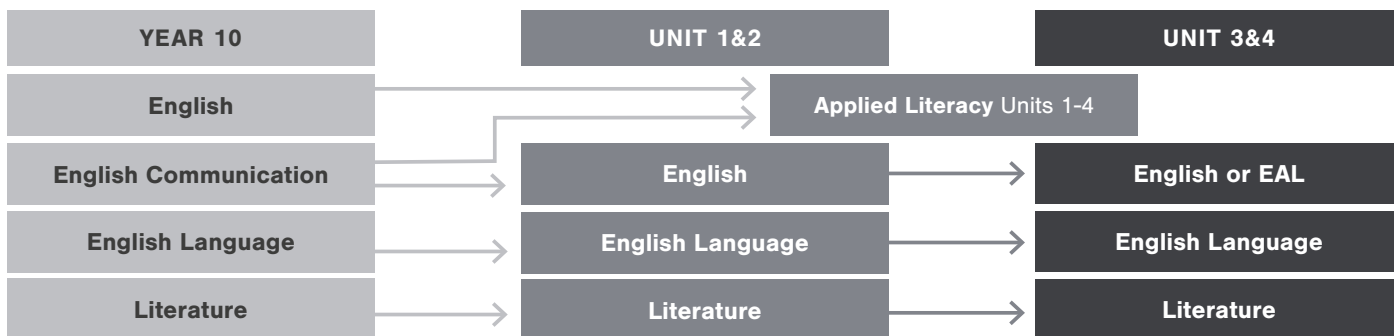 YEAR 10
UNIT 1&2
UNIT 3&4
English
Applied Literacy Units 1-4
English Communication
English
English or EAL
English Language
English Language
English Language
Literature
Literature
Literature